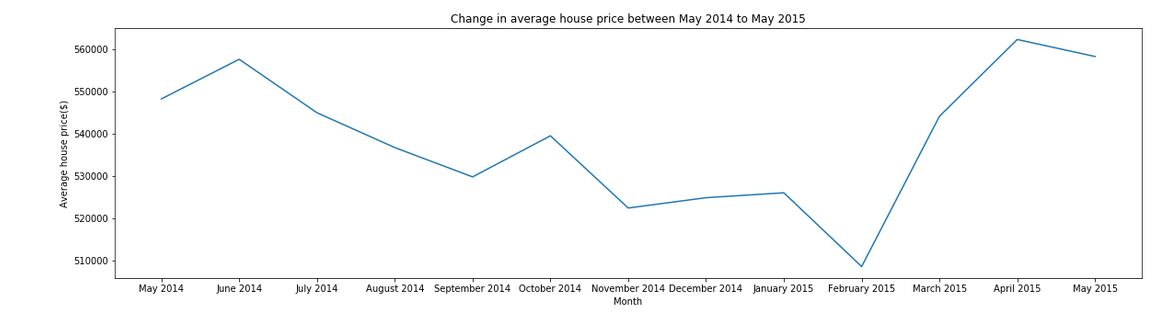 Change in average house price between May 2014 to May 2015
Average house price($)
560000
550000
540000
530000
520000
510000
May 2014 June 2014 July 2014 August 2014 September 2014 October 2014 November 2014 December 2014 January 2015 February 2015 March 2015 April 2015 May 2015
Month